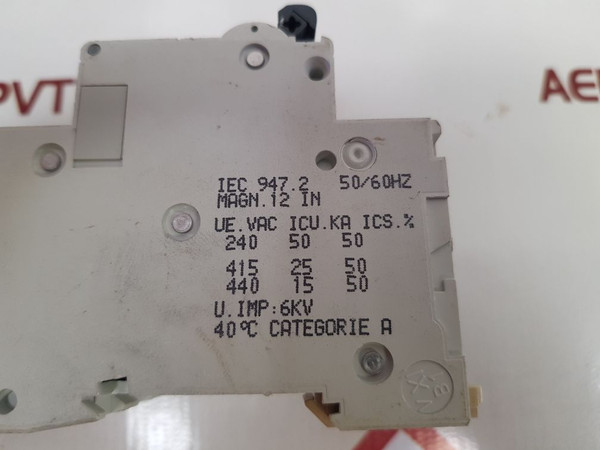 PVT
AE
IEC 947.2 50/60HZ
MAGN.12 IN
UE.VAC ICU.KA ICS.%
240 50 50
415 25 50
440 15 50
U.IMP:6KV
40°C CATEGORIE A